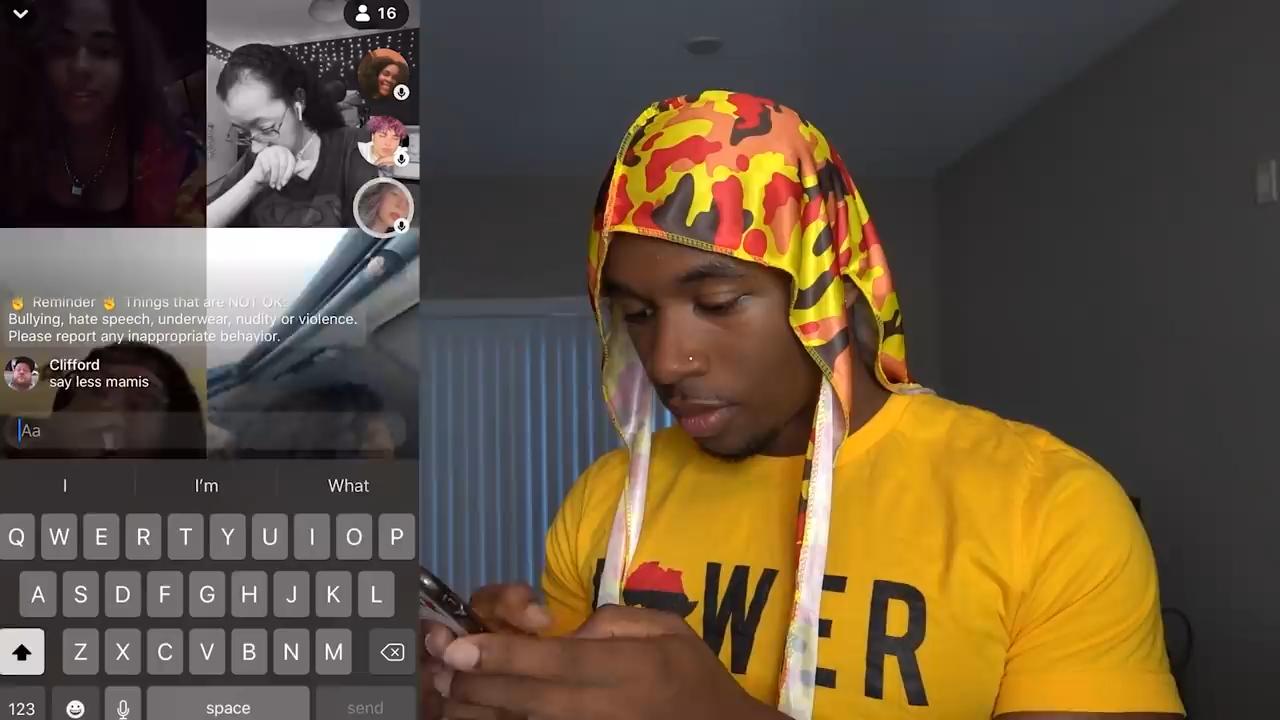 16
✊ Reminder ✊ Things that are NOT OK:
Bullying, hate speech, underwear, nudity or violence.
Please report any inappropriate behavior.
Clifford
say less mamis
Aa
I I'm What
Q W E R T Y U I O P
A S D F G H J K L
Z X C V B N M
123 space send
WER